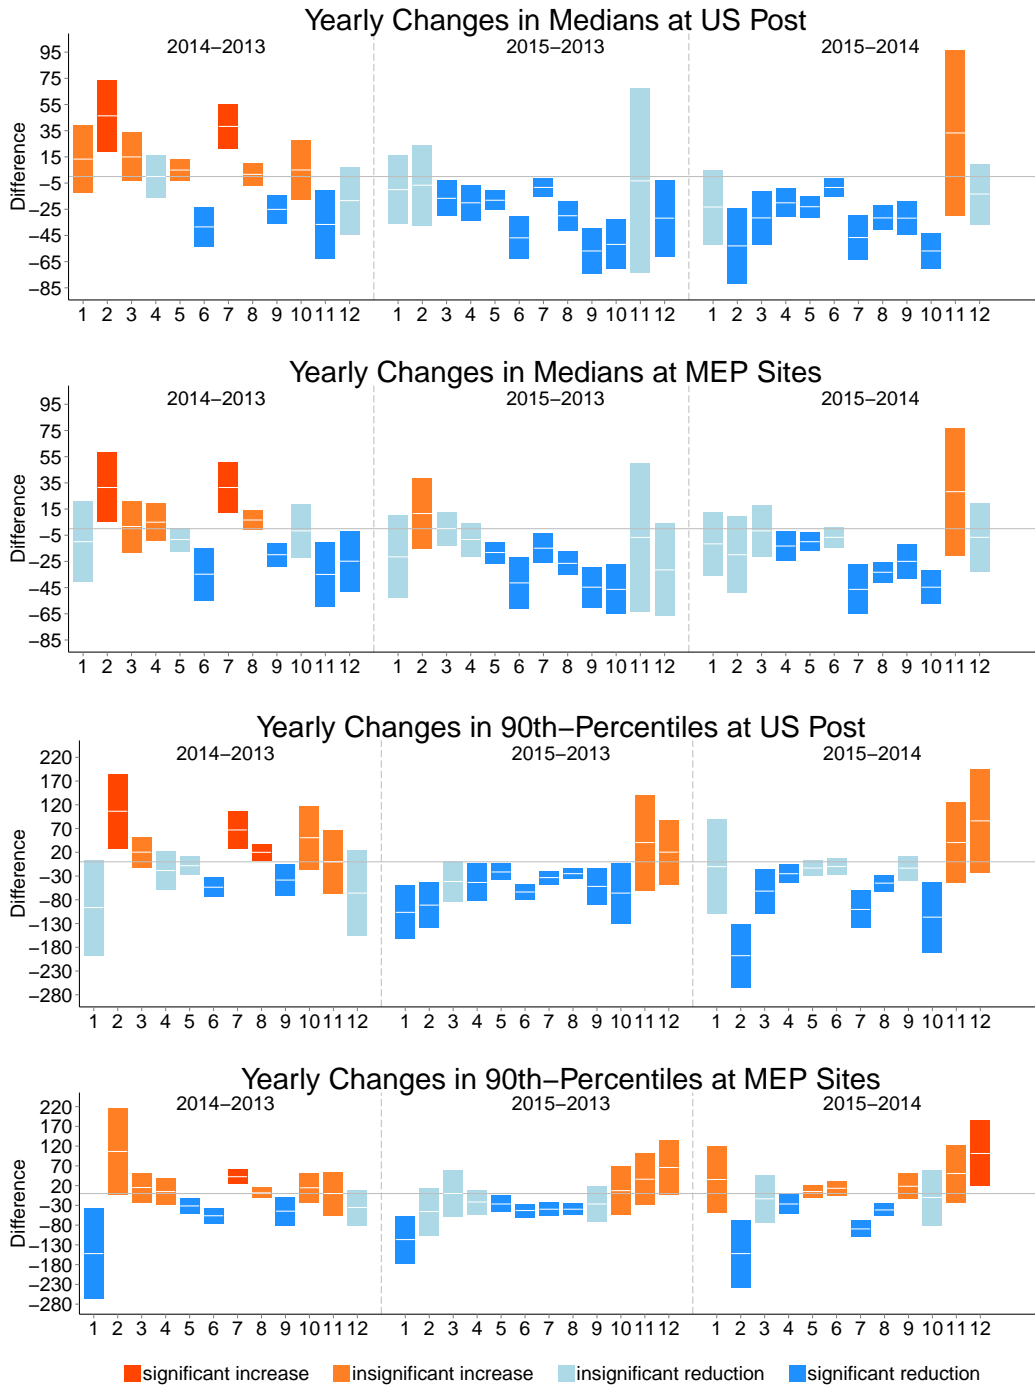 Yearly Changes in Medians at US Post
2014−2013 2015−2013 2015−2014
Difference
95
75
55
35
15
−5
−25
−45
−65
−85
1 2 3 4 5 6 7 8 9 10 11 12 1 2 3 4 5 6 7 8 9 10 11 12 1 2 3 4 5 6 7 8 9 10 11 12
Yearly Changes in Medians at MEP Sites
2014−2013 2015−2013 2015−2014
Difference
95
75
55
35
15
−5
−25
−45
−65
−85
1 2 3 4 5 6 7 8 9 10 11 12 1 2 3 4 5 6 7 8 9 10 11 12 1 2 3 4 5 6 7 8 9 10 11 12
Yearly Changes in 90th−Percentiles at US Post
2014−2013 2015−2013 2015−2014
Difference
220
170
120
70
20
−30
−80
−130
−180
−230
−280
1 2 3 4 5 6 7 8 9 10 11 12 1 2 3 4 5 6 7 8 9 10 11 12 1 2 3 4 5 6 7 8 9 10 11 12
Yearly Changes in 90th−Percentiles at MEP Sites
2014−2013 2015−2013 2015−2014
Difference
220
170
120
70
20
−30
−80
−130
−180
−230
−280
1 2 3 4 5 6 7 8 9 10 11 12 1 2 3 4 5 6 7 8 9 10 11 12 1 2 3 4 5 6 7 8 9 10 11 12
significant increase insignificant increase insignificant reduction significant reduction